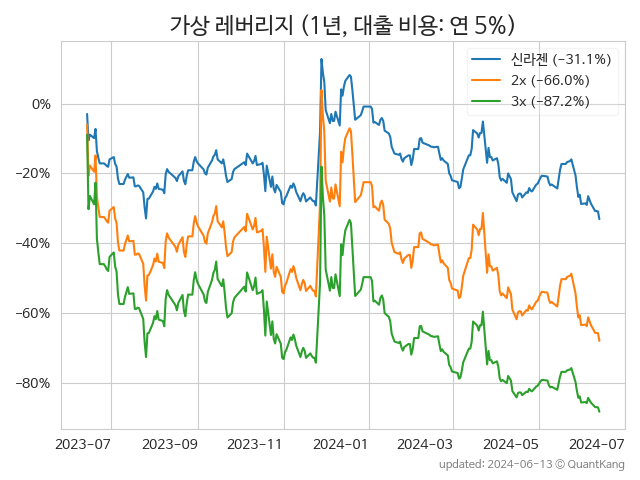 가상 레버리지 (1년, 대출 비용: 연 5%)
신라젠 (−31.1%)
2x (−66.0%)
3x (−87.2%)
0%
−20%
−40%
−60%
−80%
2023-07
2023-09
2023-11
2024-01
2024-03
2024-05
2024-07
updated: 2024-06-13 © QuantKang